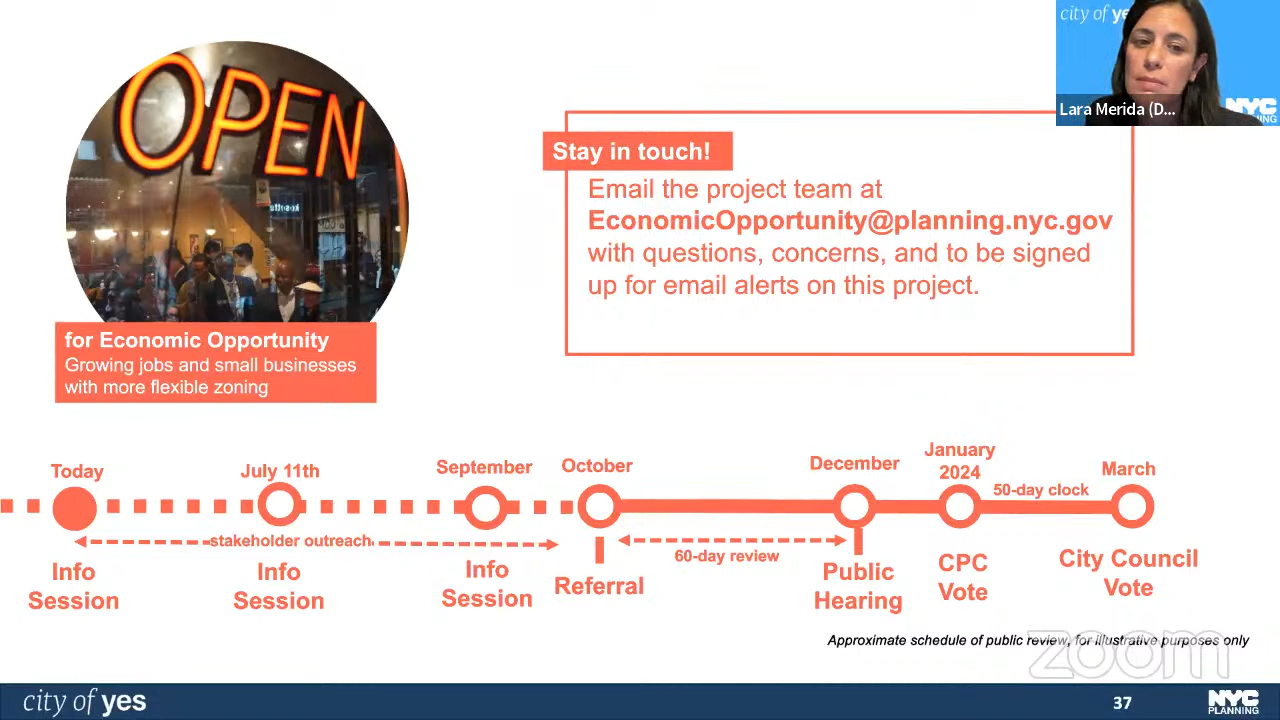 city of ye
Lara Merida (D...
NYC
PLANNING
OPEN
Stay in touch!
Email the project team at
EconomicOpportunity@planning.nyc.gov
with questions, concerns, and to be signed
up for email alerts on this project.
for Economic Opportunity
Growing jobs and small businesses
with more flexible zoning
Today
July 11th
September
October
December
January
2024
March
50-day clock
stakeholder outreach
60-day review
Info
Session
Info
Session
Info
Session
Referral
Public
Hearing
CPC
Vote
City Council
Vote
Approximate schedule of public review, for illustrative purposes only
zoom
city of yes
37
NYC
PLANNING